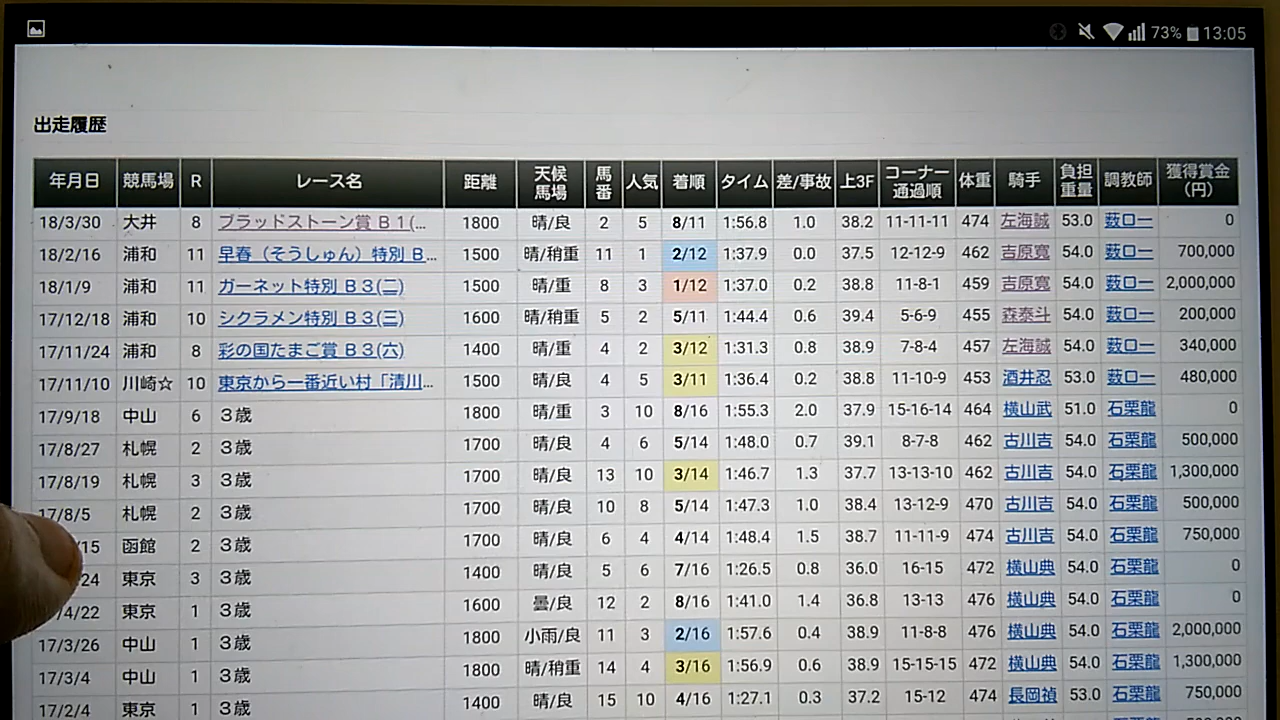 73% 13:05
出走履歴
年月日 競馬場 R レース名 距離 天候馬場 馬番 人気 着順 タイム 差/事故 上3F コーナー通過順 体重 騎手 負担重量 調教師 獲得賞金(円)
18/3/30 大井 8 ブラッドストーン賞 B1(... 1800 晴/良 2 5 8/11 1:56.8 1.0 38.2 11-11-11 474 左海誠 53.0 薮口一 0
18/2/16 浦和 11 早春（そうしゅん）特別 B... 1500 晴/稍重 11 1 2/12 1:37.9 0.0 37.5 12-12-9 462 吉原寛 54.0 薮口一 700,000
18/1/9 浦和 11 ガーネット特別 B3(二) 1500 晴/重 8 3 1/12 1:37.0 0.2 38.8 11-8-1 459 吉原寛 54.0 薮口一 2,000,000
17/12/18 浦和 10 シクラメン特別 B3(三) 1600 晴/稍重 5 2 5/11 1:44.4 0.6 39.4 5-6-9 455 森泰斗 54.0 薮口一 200,000
17/11/24 浦和 8 彩の国たまご賞 B3(六) 1400 晴/重 4 2 3/12 1:31.3 0.8 38.9 7-8-4 457 左海誠 54.0 薮口一 340,000
17/11/10 川崎☆ 10 東京から一番近い村「清川... 1500 晴/良 4 5 3/11 1:36.4 0.2 38.8 11-10-9 453 酒井忍 53.0 薮口一 480,000
17/9/18 中山 6 ３歳 1800 晴/重 3 10 8/16 1:55.3 2.0 37.9 15-16-14 464 横山武 51.0 石栗龍 0
17/8/27 札幌 2 ３歳 1700 晴/良 4 6 5/14 1:48.0 0.7 39.1 8-7-8 462 古川吉 54.0 石栗龍 500,000
17/8/19 札幌 3 ３歳 1700 晴/良 13 10 3/14 1:46.7 1.3 37.7 13-13-10 462 古川吉 54.0 石栗龍 1,300,000
17/8/5 札幌 2 ３歳 1700 晴/良 10 8 5/14 1:47.3 1.0 38.4 13-12-9 470 古川吉 54.0 石栗龍 500,000
/15 函館 2 ３歳 1700 晴/良 6 4 4/14 1:48.4 1.5 38.7 11-11-9 474 古川吉 54.0 石栗龍 750,000
24 東京 3 ３歳 1400 晴/良 5 6 7/16 1:26.5 0.8 36.0 16-15 472 横山典 54.0 石栗龍 0
/4/22 東京 1 ３歳 1600 曇/良 12 2 8/16 1:41.0 1.4 36.8 13-13 476 横山典 54.0 石栗龍 0
17/3/26 中山 1 ３歳 1800 小雨/良 11 3 2/16 1:57.6 0.4 38.9 11-8-8 476 横山典 54.0 石栗龍 2,000,000
17/3/4 中山 1 ３歳 1800 晴/稍重 14 4 3/16 1:56.9 0.6 38.9 15-15-15 472 横山典 54.0 石栗龍 1,300,000
17/2/4 東京 1 ３歳 1400 晴/良 15 10 4/16 1:27.1 0.3 37.2 15-12 474 長岡禎 53.0 石栗龍 750,000